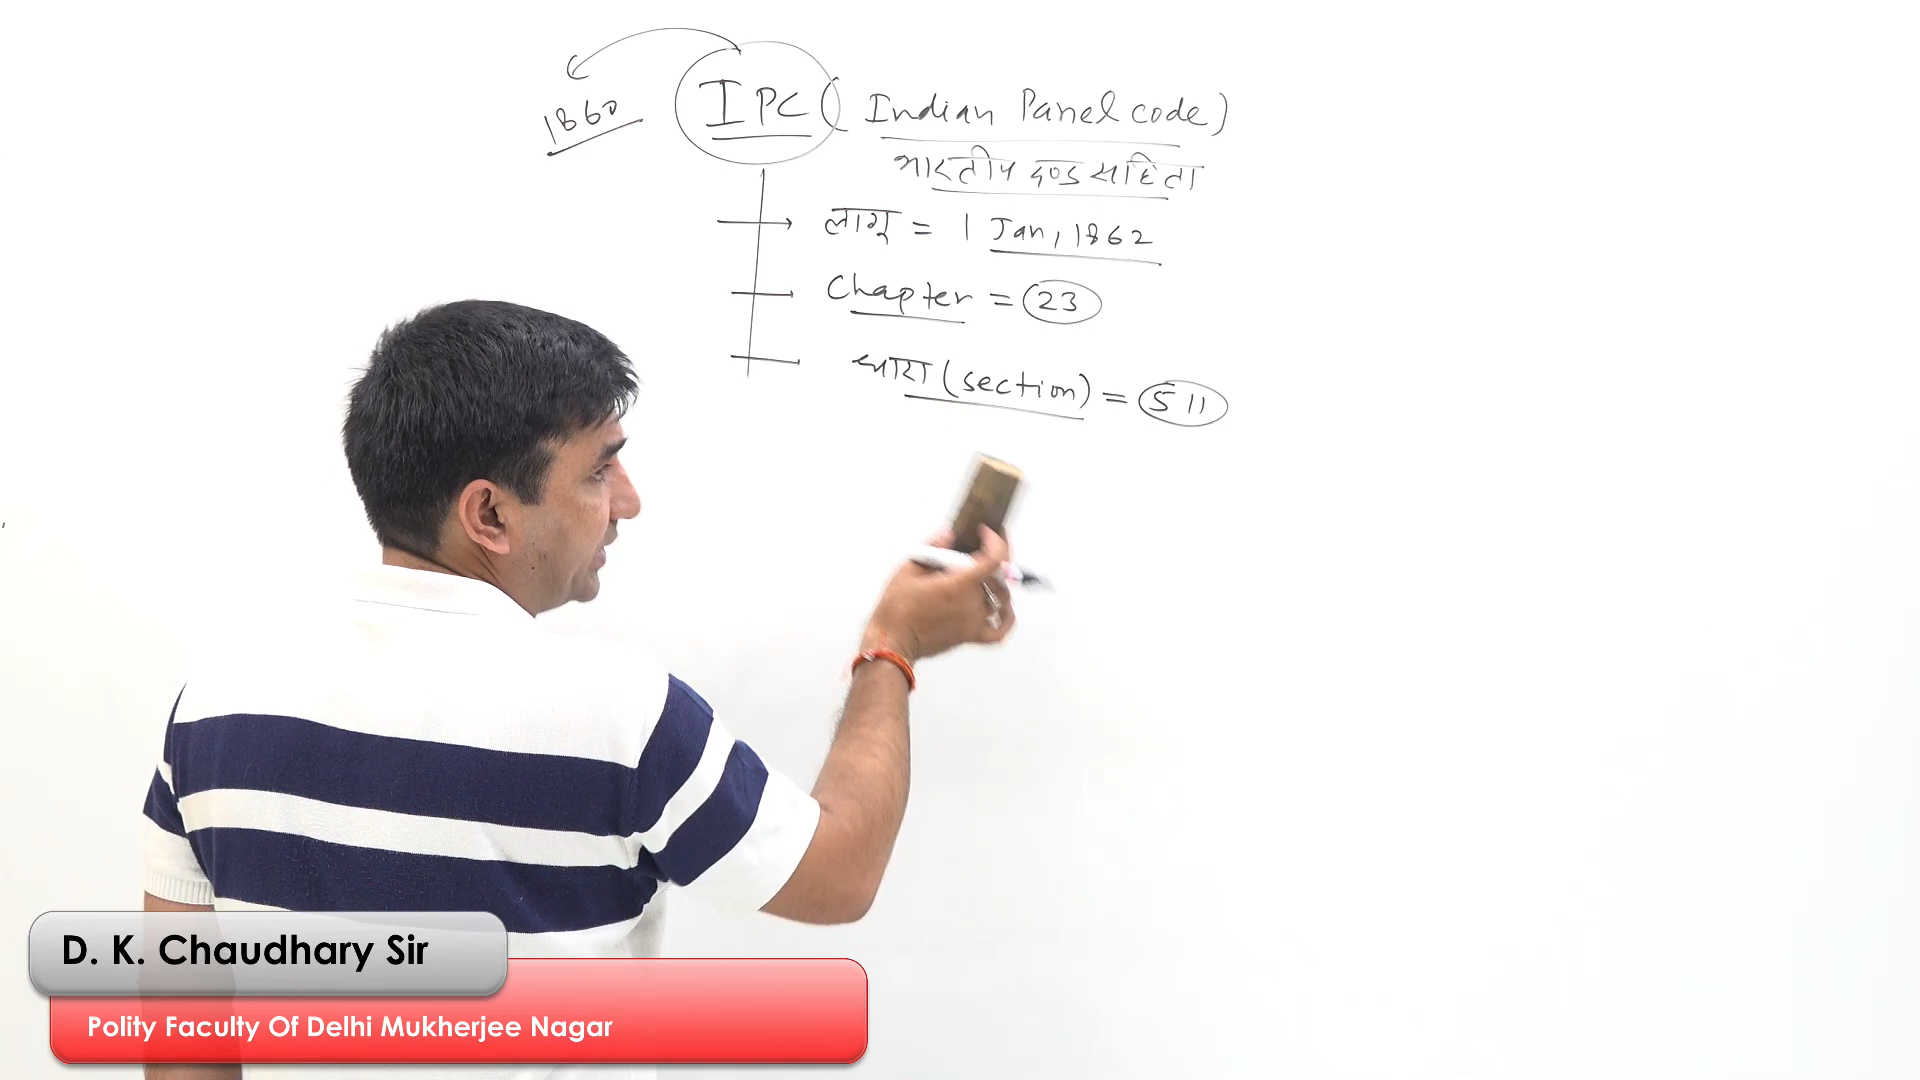 1860 IPC (Indian Panel code)
भारतीय दण्ड संहिता
लागू = 1 Jan, 1862
Chapter = 23
धारा (section) = 511
D. K. Chaudhary Sir
Polity Faculty Of Delhi Mukherjee Nagar